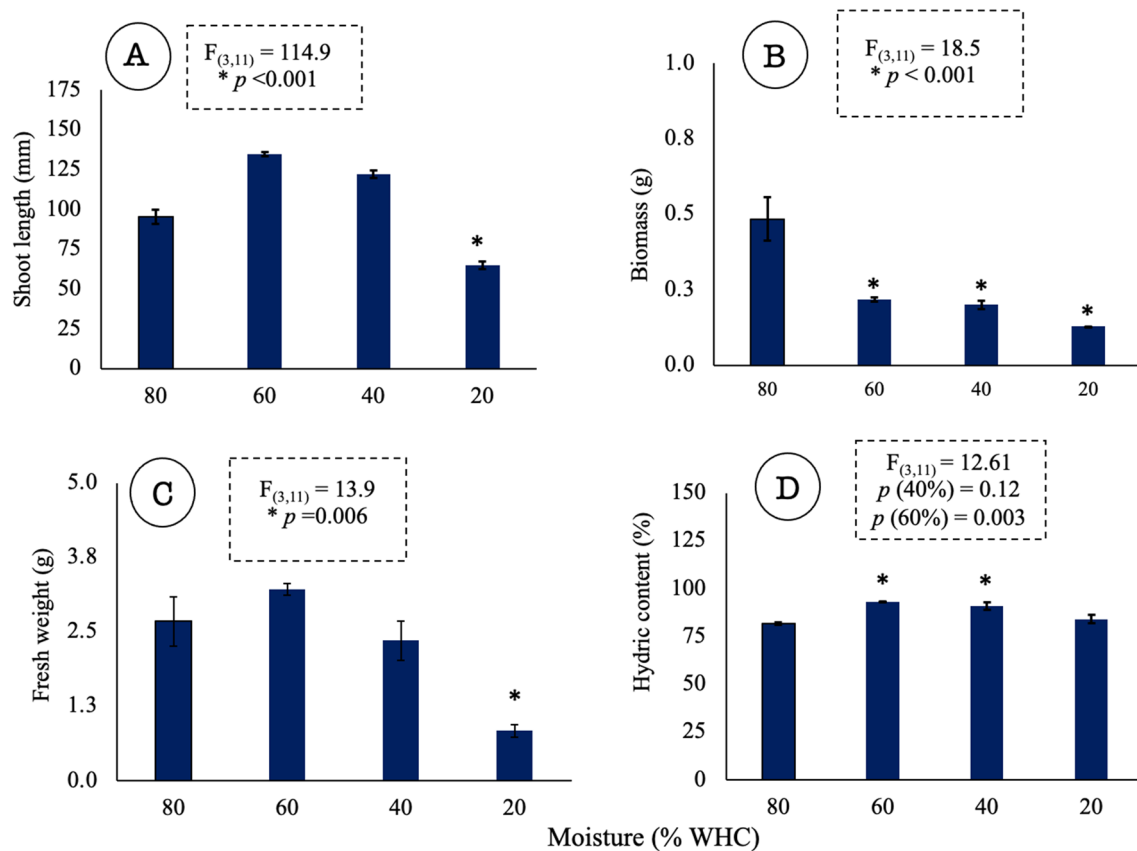 A
F(3,11) = 114.9
* p <0.001
175
150
125
100
75
50
25
0
Shoot length (mm)
*
80 60 40 20
B
F(3,11) = 18.5
* p < 0.001
1.0
0.8
0.5
0.3
0.0
Biomass (g)
* * *
80 60 40 20
C
F(3,11) = 13.9
* p =0.006
5.0
3.8
2.5
1.3
0.0
Fresh weight (g)
*
80 60 40 20
D
F(3,11) = 12.61
p (40%) = 0.12
p (60%) = 0.003
150
125
100
75
50
25
0
Hydric content (%)
* *
80 60 40 20
Moisture (% WHC)